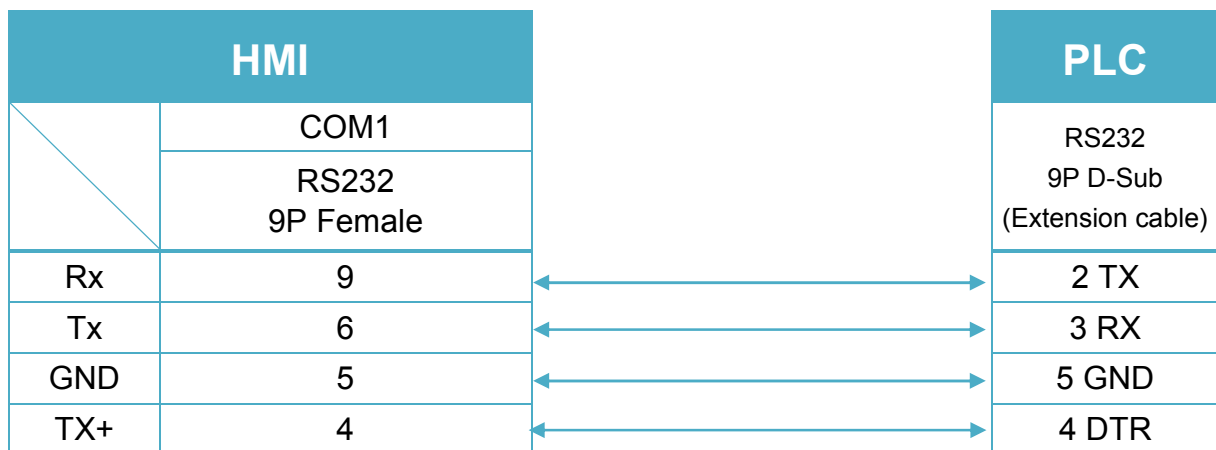 HMI
PLC
COM1
RS232
9P Female
RS232
9P D-Sub
(Extension cable)
Rx 9 2 TX
Tx 6 3 RX
GND 5 5 GND
TX+ 4 4 DTR